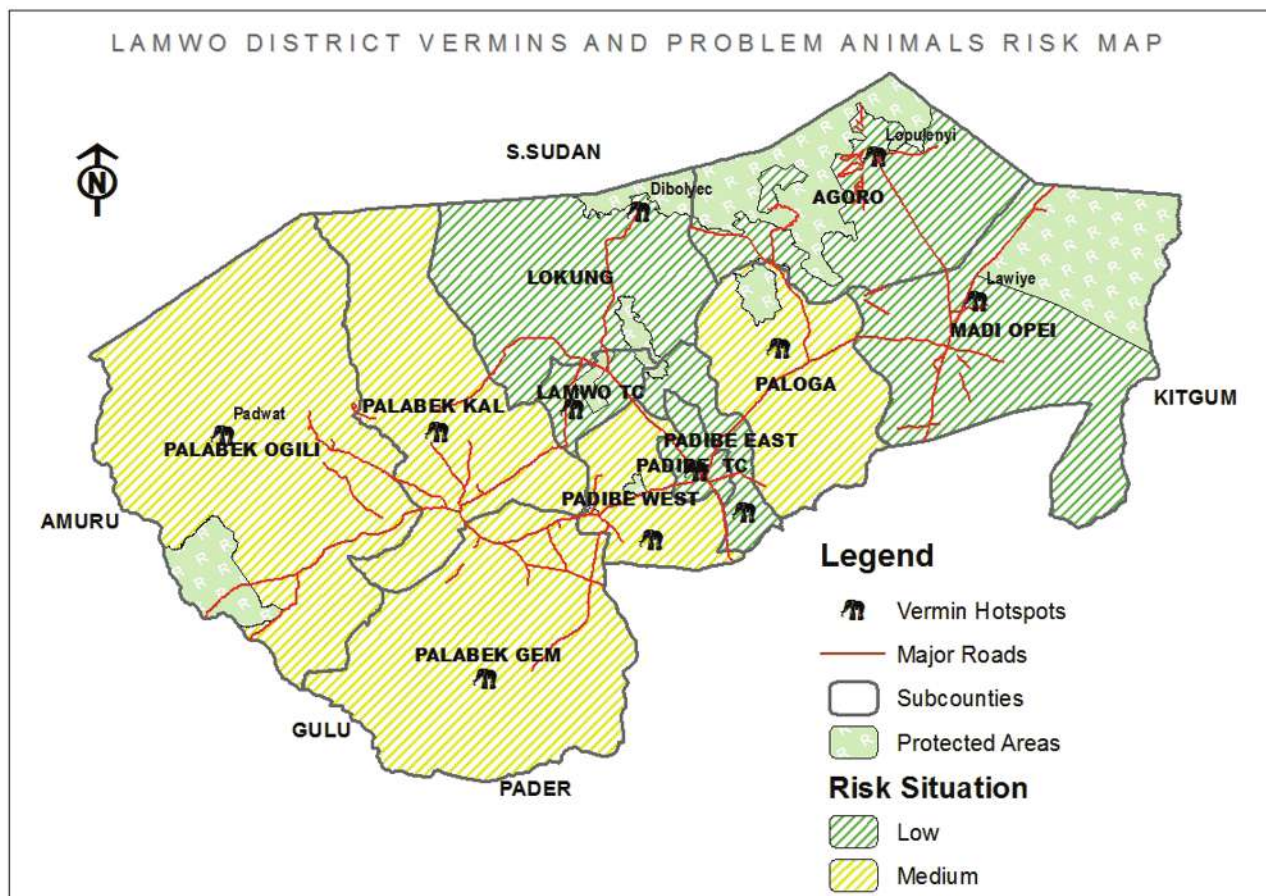 LAMWO DISTRICT VERMINS AND PROBLEM ANIMALS RISK MAP
N
S.SUDAN
Lopulenyi
Dibolyec
AGORO
LOKUNG
Lawiye
MADI OPEI
PALOGA
LAMWO TC
KITGUM
PALABEK KAL
Padwat
PALABEK OGILI
PADIBE EAST
PADIBE TC
PADIBE WEST
AMURU
PALABEK GEM
GULU
PADER
Legend
Vermin Hotspots
Major Roads
Subcounties
Protected Areas
Risk Situation
Low
Medium